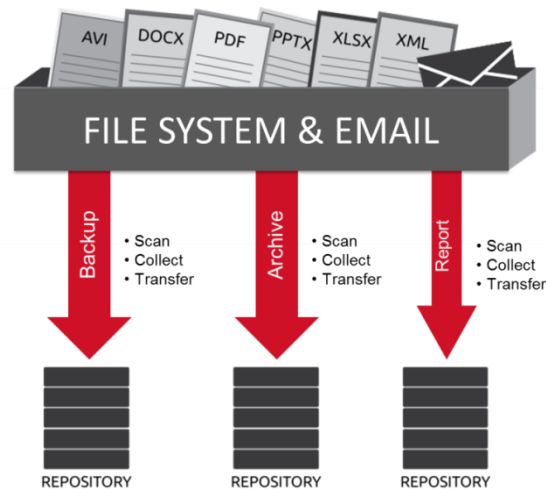 AVI
DOCX
PDF
PPTX
XLSX
XML
FILE SYSTEM & EMAIL
Backup
• Scan
• Collect
• Transfer
Archive
• Scan
• Collect
• Transfer
Report
• Scan
• Collect
• Transfer
REPOSITORY
REPOSITORY
REPOSITORY